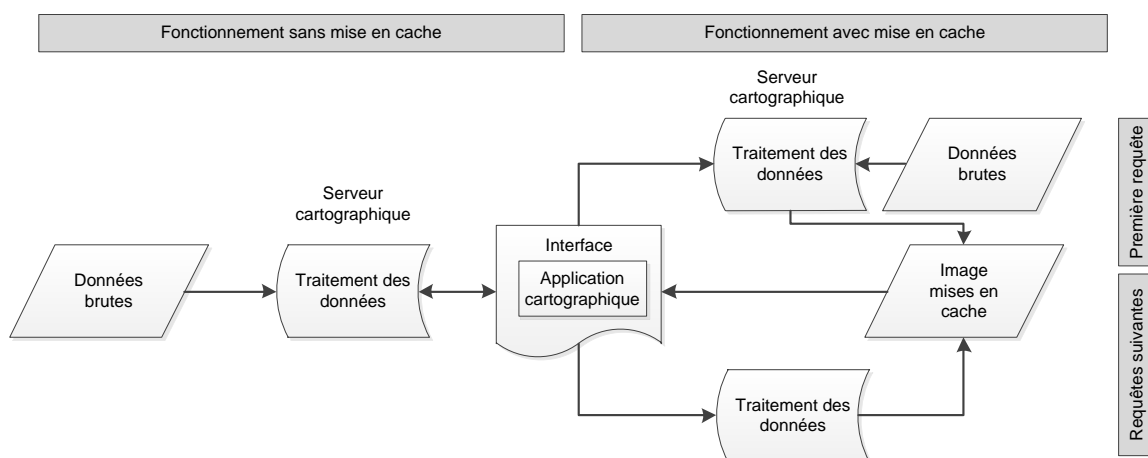 Fonctionnement sans mise en cache
Fonctionnement avec mise en cache
Serveur
cartographique
Traitement des
données
Données
brutes
Première requête
Serveur
cartographique
Données
brutes
Traitement des
données
Interface
Application
cartographique
Image
mises en
cache
Requêtes suivantes
Traitement des
données